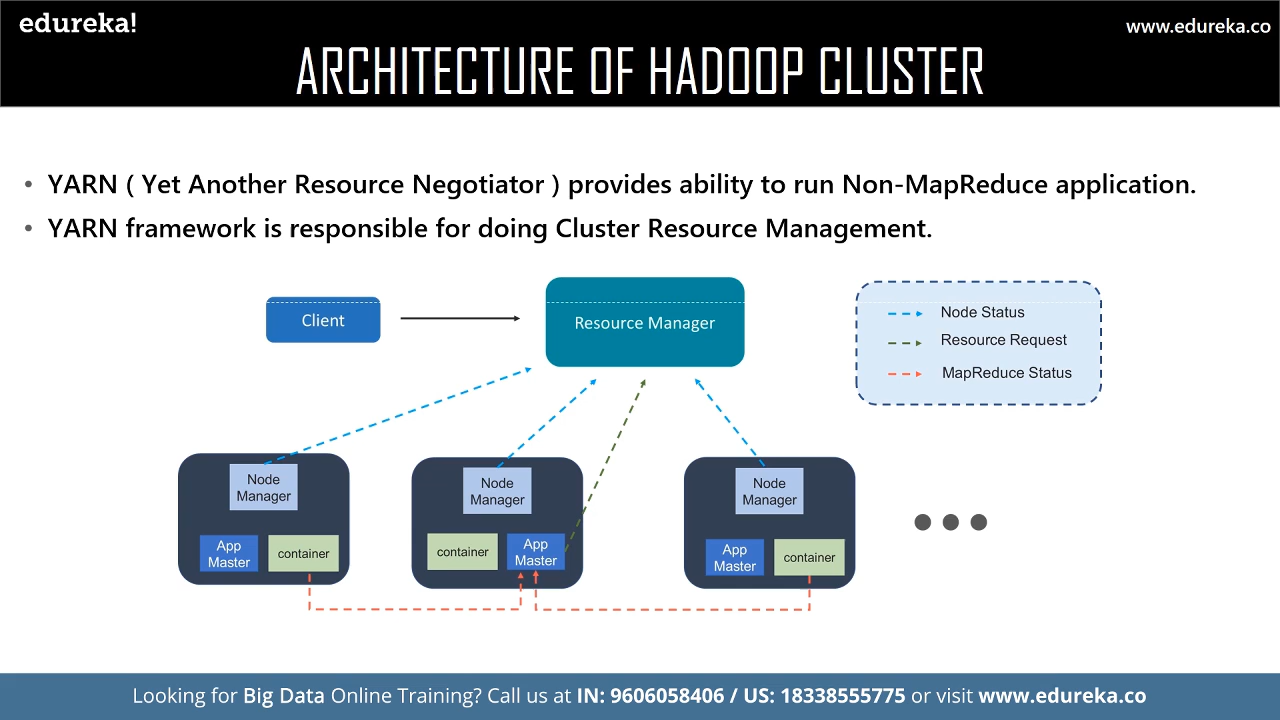 edureka!
www.edureka.co
ARCHITECTURE OF HADOOP CLUSTER
• YARN ( Yet Another Resource Negotiator ) provides ability to run Non-MapReduce application.
• YARN framework is responsible for doing Cluster Resource Management.
Client
Resource Manager
Node Status
Resource Request
MapReduce Status
Node
Manager
App
Master
container
Node
Manager
container
App
Master
Node
Manager
App
Master
container
Looking for Big Data Online Training? Call us at IN: 9606058406 / US: 18338555775 or visit www.edureka.co